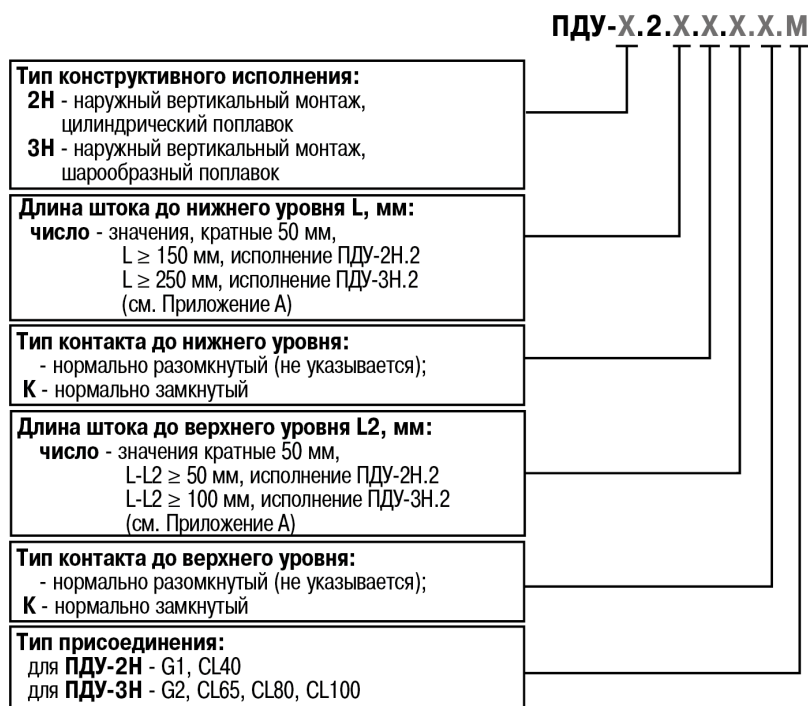 ПДУ-Х.2.Х.Х.Х.Х.М
Тип конструктивного исполнения:
2Н - наружный вертикальный монтаж,
цилиндрический поплавок
3Н - наружный вертикальный монтаж,
шарообразный поплавок
Длина штока до нижнего уровня L, мм:
число - значения, кратные 50 мм,
L ≥ 150 мм, исполнение ПДУ-2Н.2
L ≥ 250 мм, исполнение ПДУ-3Н.2
(см. Приложение А)
Тип контакта до нижнего уровня:
- нормально разомкнутый (не указывается);
К - нормально замкнутый
Длина штока до верхнего уровня L2, мм:
число - значения кратные 50 мм,
L-L2 ≥ 50 мм, исполнение ПДУ-2Н.2
L-L2 ≥ 100 мм, исполнение ПДУ-3Н.2
(см. Приложение А)
Тип контакта до верхнего уровня:
- нормально разомкнутый (не указывается);
К - нормально замкнутый
Тип присоединения:
для ПДУ-2Н - G1, CL40
для ПДУ-3Н - G2, CL65, CL80, CL100